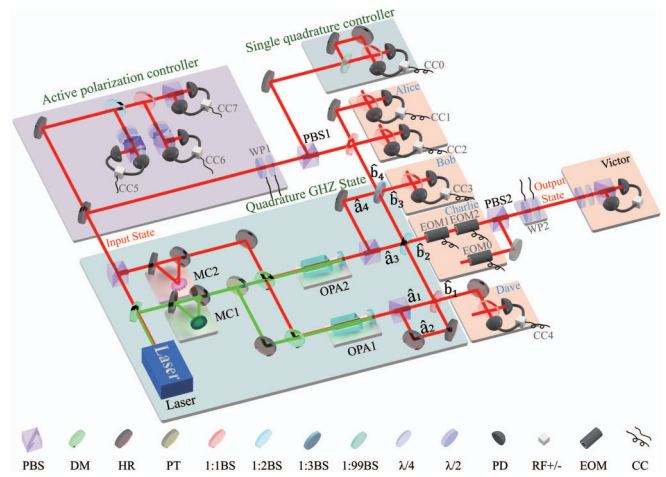 Single quadrature controller
Active polarization controller
CC0
Alice
CC7
CC1
CC2
PBS1
CC6
WP1
CC5
Bob
b̂4
CC3
Victor
Quadrature GHZ State
b̂3
PBS2
Output
State
â4
Charlie
EOM1
EOM2
WP2
Input State
â3
b̂2
EOM0
MC2
OPA2
â1
b̂1
Dave
MC1
â2
CC4
Laser
OPA1
Laser
PBS DM HR PT 1:1BS 1:2BS 1:3BS 1:99BS λ/4 λ/2 PD RF+/- EOM CC